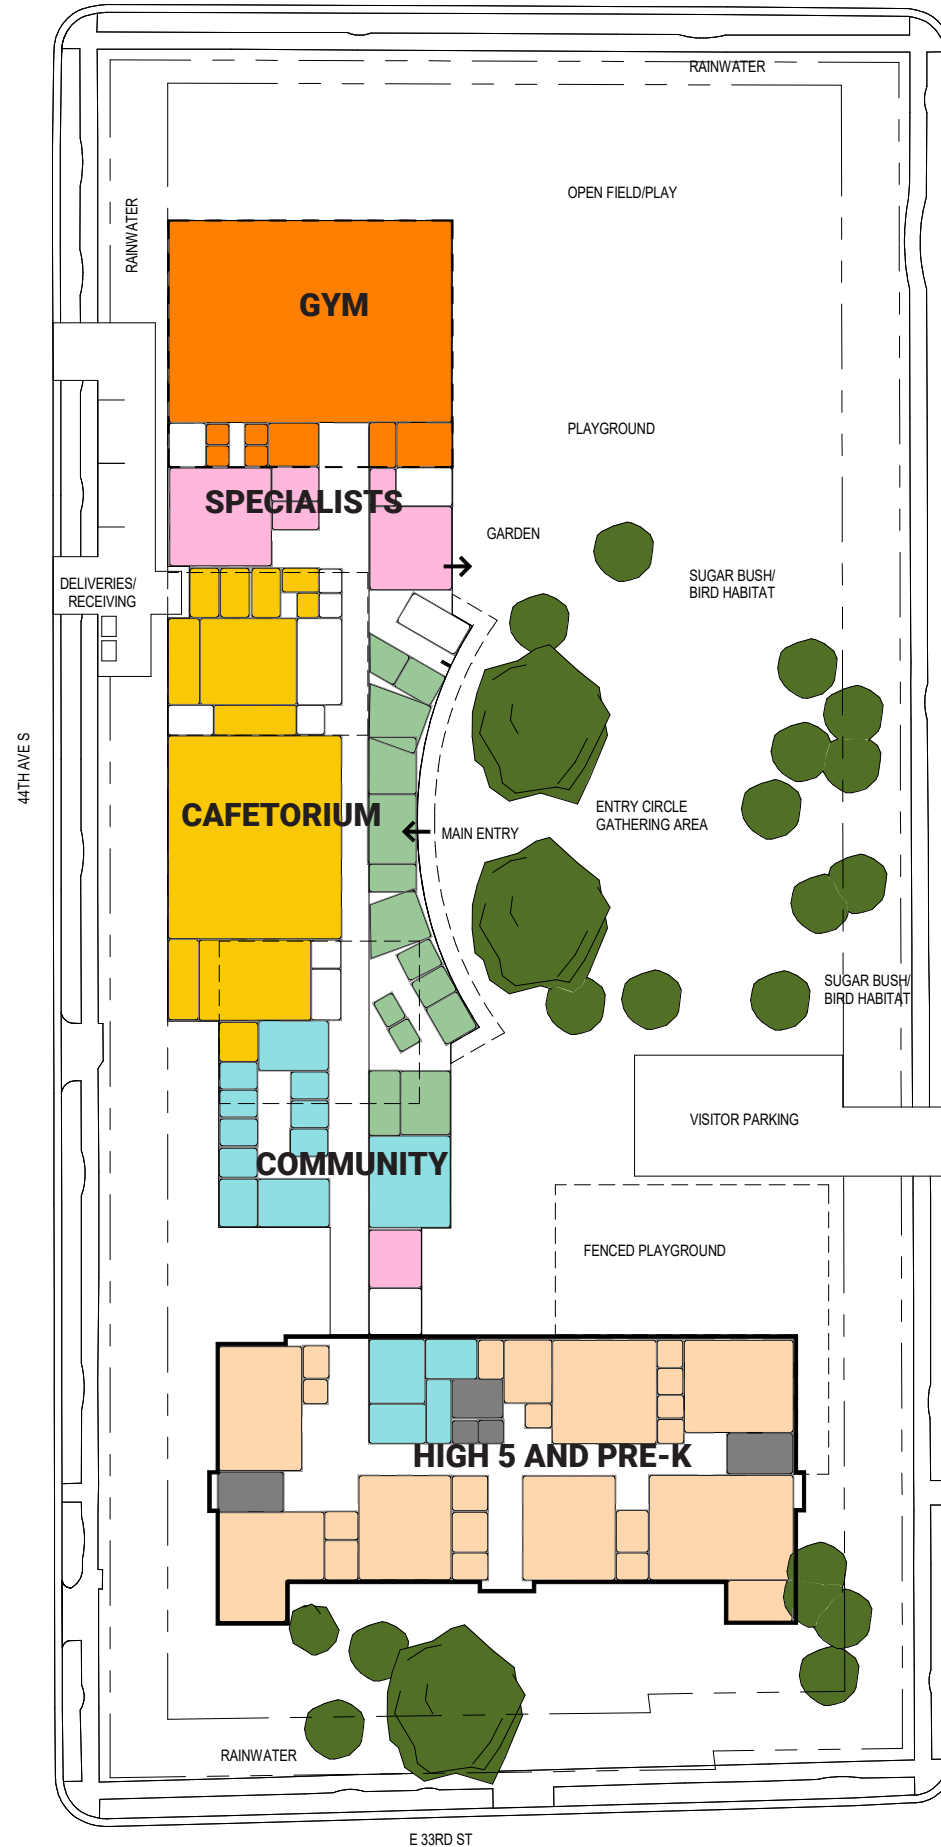 RAINWATER
OPEN FIELD/PLAY
RAINWATER
GYM
PLAYGROUND
SPECIALISTS
GARDEN
SUGAR BUSH/
BIRD HABITAT
DELIVERIES/
RECEIVING
44TH AVE S
CAFETORIUM
MAIN ENTRY
ENTRY CIRCLE
GATHERING AREA
SUGAR BUSH/
BIRD HABITAT
VISITOR PARKING
COMMUNITY
FENCED PLAYGROUND
HIGH 5 AND PRE-K
RAINWATER
E 33RD ST